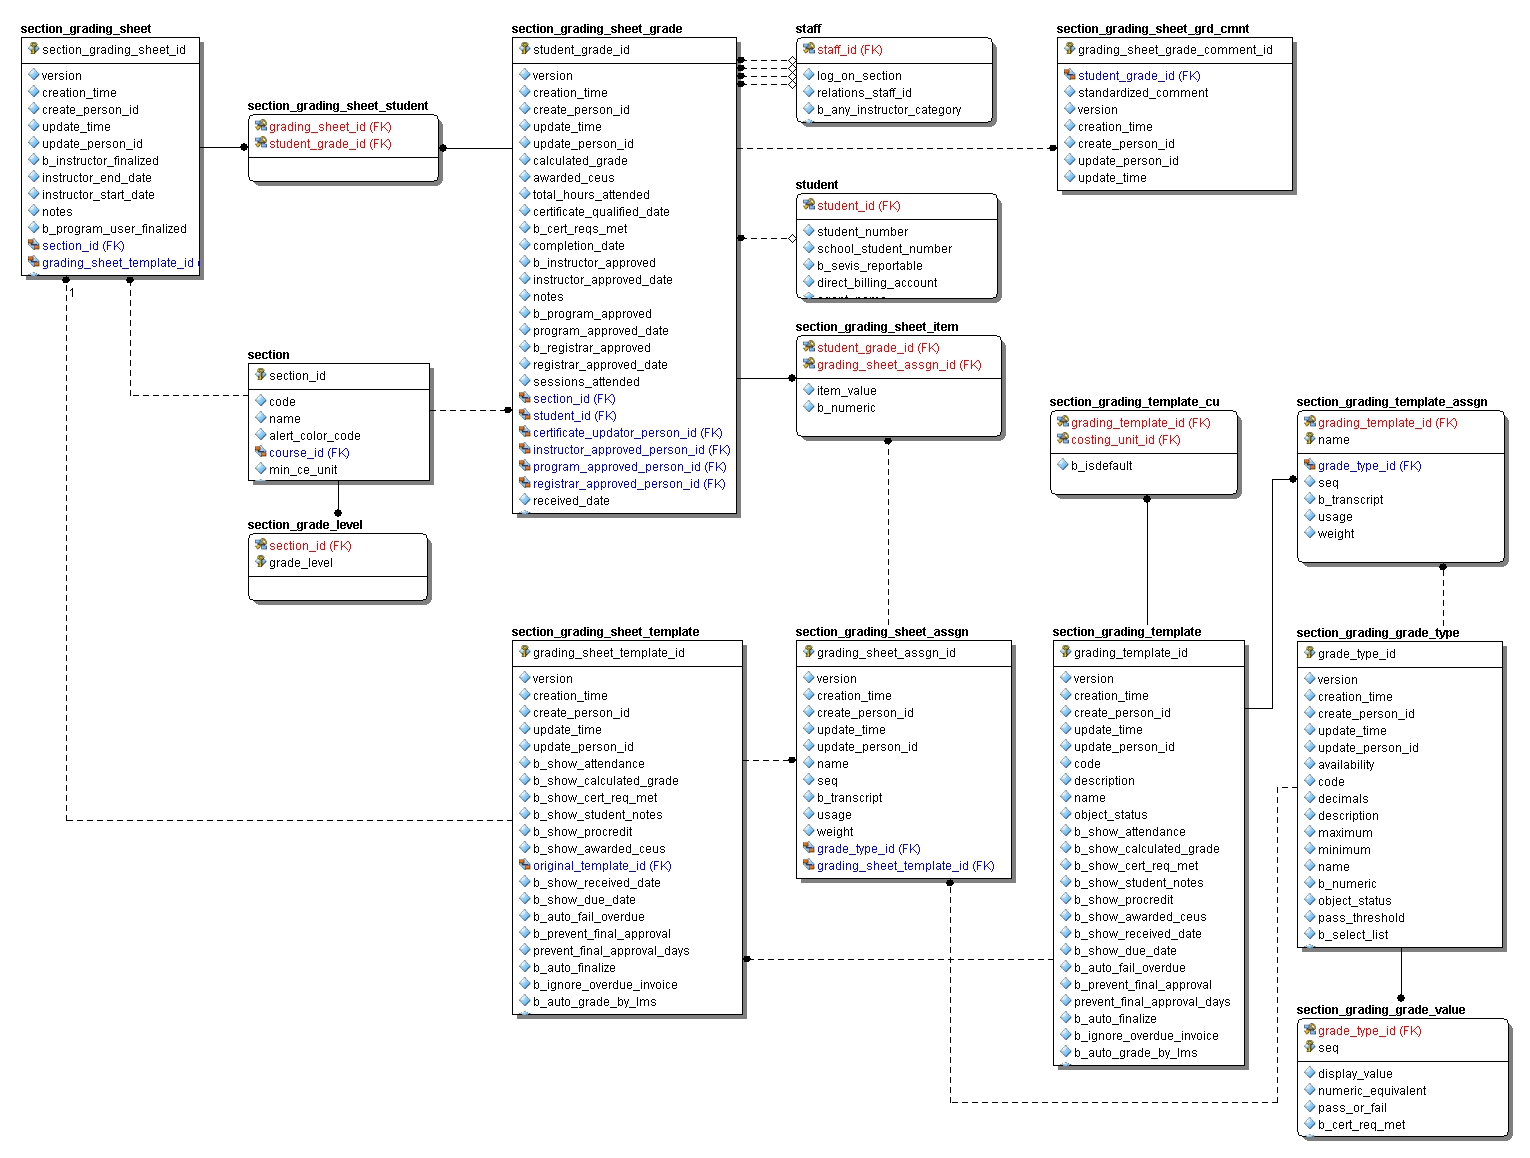 section_grading_sheet
section_grading_sheet_id
version
creation_time
create_person_id
update_time
update_person_id
b_instructor_finalized
instructor_end_date
instructor_start_date
notes
b_program_user_finalized
section_id (FK)
grading_sheet_template_id
1
section_grading_sheet_student
grading_sheet_id (FK)
student_grade_id (FK)
section
section_id
code
name
alert_color_code
course_id (FK)
min_ce_unit
section_grade_level
section_id (FK)
grade_level
section_grading_sheet_grade
student_grade_id
version
creation_time
create_person_id
update_time
update_person_id
calculated_grade
awarded_ceus
total_hours_attended
certificate_qualified_date
b_cert_reqs_met
completion_date
b_instructor_approved
instructor_approved_date
notes
b_program_approved
program_approved_date
b_registrar_approved
registrar_approved_date
sessions_attended
section_id (FK)
student_id (FK)
certificate_updator_person_id (FK)
instructor_approved_person_id (FK)
program_approved_person_id (FK)
registrar_approved_person_id (FK)
received_date
staff
staff_id (FK)
log_on_section
relations_staff_id
b_any_instructor_category
student
student_id (FK)
student_number
school_student_number
b_sevis_reportable
direct_billing_account
section_grading_sheet_item
student_grade_id (FK)
grading_sheet_assgn_id (FK)
item_value
b_numeric
section_grading_sheet_grd_cmnt
grading_sheet_grade_comment_id
student_grade_id (FK)
standardized_comment
version
creation_time
create_person_id
update_person_id
update_time
section_grading_template_cu
grading_template_id (FK)
costing_unit_id (FK)
b_isdefault
section_grading_template_assgn
grading_template_id (FK)
name
grade_type_id (FK)
seq
b_transcript
usage
weight
section_grading_sheet_template
grading_sheet_template_id
version
creation_time
create_person_id
update_time
update_person_id
b_show_attendance
b_show_calculated_grade
b_show_cert_req_met
b_show_student_notes
b_show_procredit
b_show_awarded_ceus
original_template_id (FK)
b_show_received_date
b_show_due_date
b_auto_fail_overdue
b_prevent_final_approval
prevent_final_approval_days
b_auto_finalize
b_ignore_overdue_invoice
b_auto_grade_by_lms
section_grading_sheet_assgn
grading_sheet_assgn_id
version
creation_time
create_person_id
update_time
update_person_id
name
seq
b_transcript
usage
weight
grade_type_id (FK)
grading_sheet_template_id (FK)
section_grading_template
grading_template_id
version
creation_time
create_person_id
update_time
update_person_id
code
description
name
object_status
b_show_attendance
b_show_calculated_grade
b_show_cert_req_met
b_show_student_notes
b_show_procredit
b_show_awarded_ceus
b_show_received_date
b_show_due_date
b_auto_fail_overdue
b_prevent_final_approval
prevent_final_approval_days
b_auto_finalize
b_ignore_overdue_invoice
b_auto_grade_by_lms
section_grading_grade_type
grade_type_id
version
creation_time
create_person_id
update_time
update_person_id
availability
code
decimals
description
maximum
minimum
name
b_numeric
object_status
pass_threshold
b_select_list
section_grading_grade_value
grade_type_id (FK)
seq
display_value
numeric_equivalent
pass_or_fail
b_cert_req_met